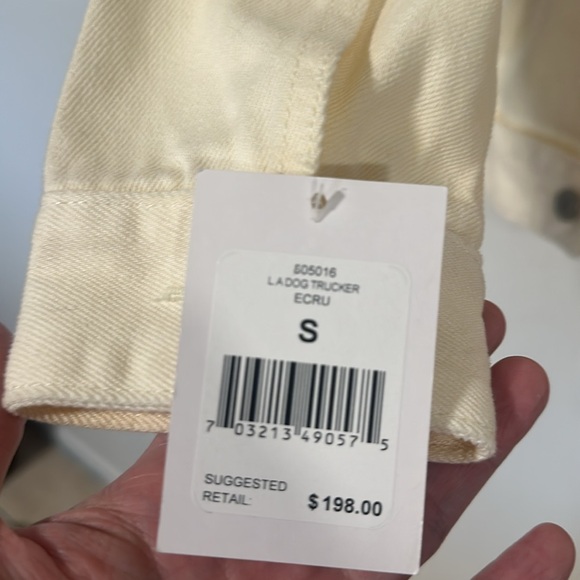 S05016
L.A DOG TRUCKER
ECRU
S
7 03213 49057 5
SUGGESTED
RETAIL: $198.00